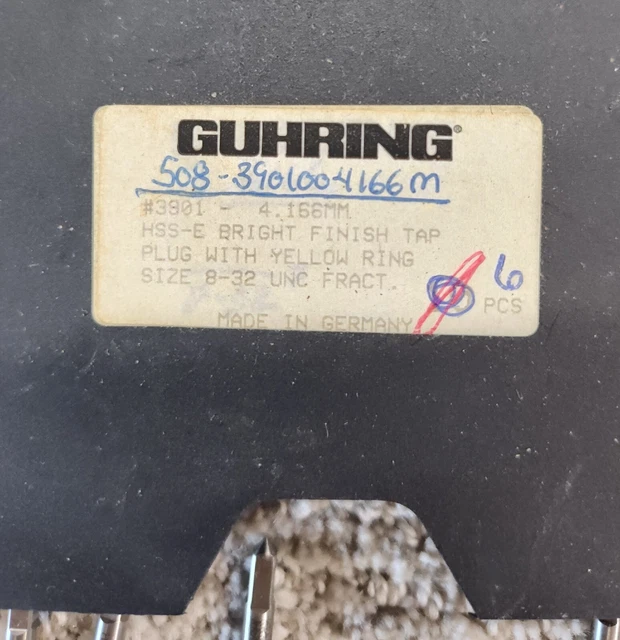 GUHRING®
508-3901004166M
#3901 - 4.166MM
HSS-E BRIGHT FINISH TAP
PLUG WITH YELLOW RING
SIZE 8-32 UNC FRACT.
6
PCS
MADE IN GERMANY